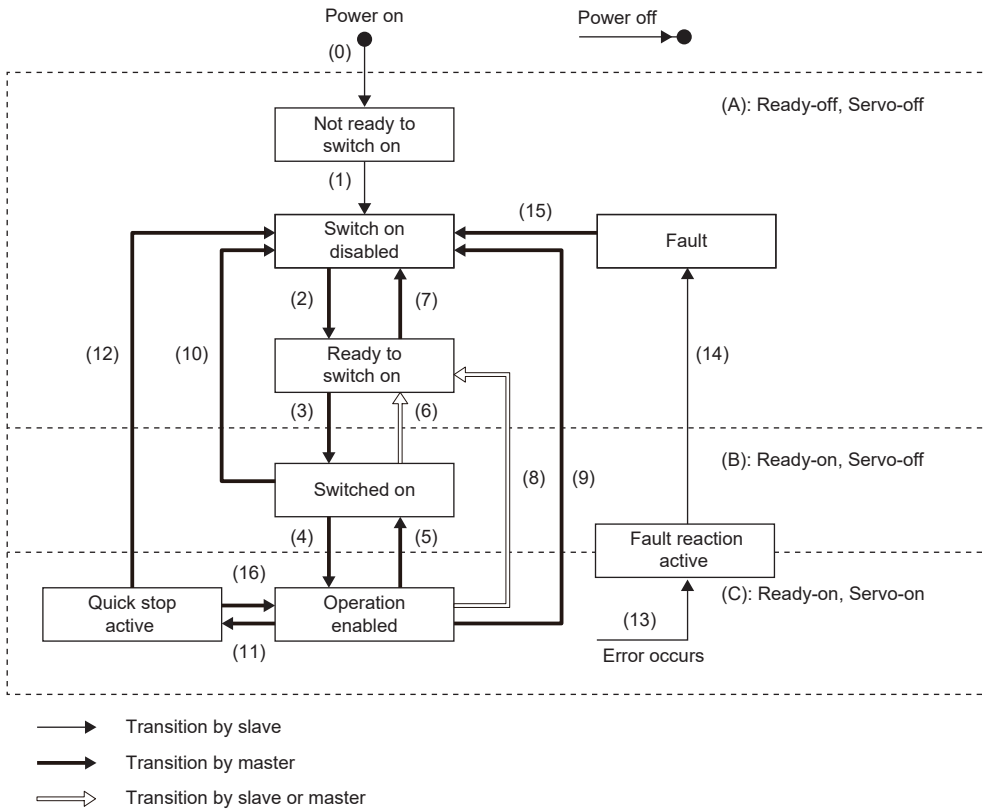 Power on
Power off
(0)
(A): Ready-off, Servo-off
Not ready to
switch on
(1)
(15)
Switch on
disabled
Fault
(2)
(7)
(12)
(10)
Ready to
switch on
(14)
(3)
(6)
(B): Ready-on, Servo-off
(8)
(9)
Switched on
(4)
(5)
Fault reaction
active
(16)
(C): Ready-on, Servo-on
Quick stop
active
Operation
enabled
(13)
(11)
Error occurs
Transition by slave
Transition by master
Transition by slave or master